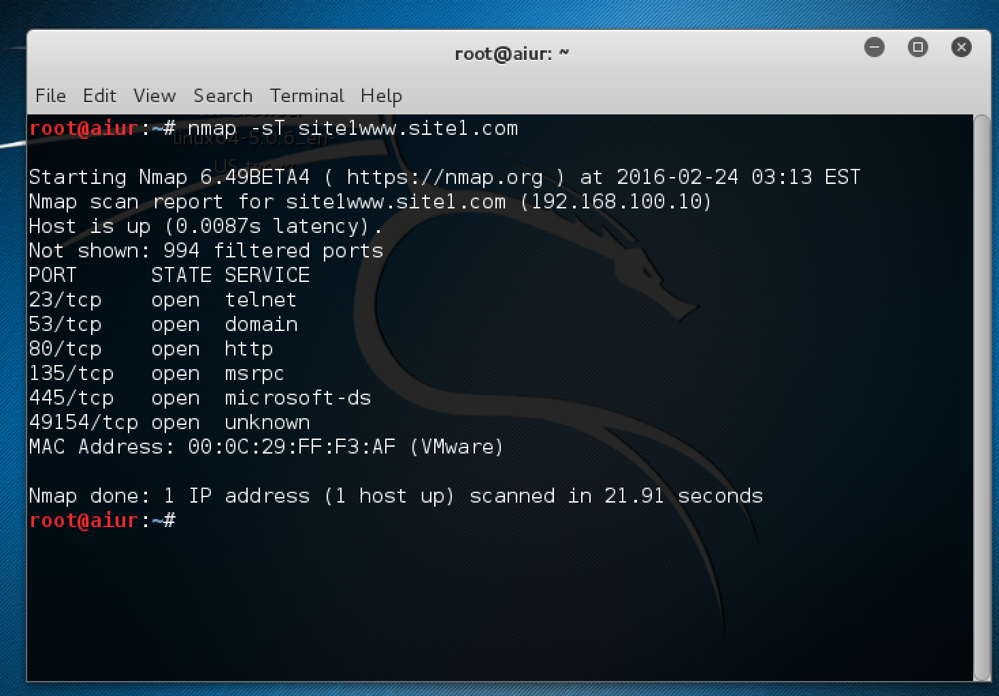 root@aiur: ~
File Edit View Search Terminal Help
root@aiur:~# nmap -sT site1www.site1.com
linux64-5.0.6_en-
Starting Nmap 6.49BETA4 ( https://nmap.org ) at 2016-02-24 03:13 EST
Nmap scan report for site1www.site1.com (192.168.100.10)
Host is up (0.0087s latency).
Not shown: 994 filtered ports
PORT STATE SERVICE
23/tcp open telnet
53/tcp open domain
80/tcp open http
135/tcp open msrpc
445/tcp open microsoft-ds
49154/tcp open unknown
MAC Address: 00:0C:29:FF:F3:AF (VMware)
Nmap done: 1 IP address (1 host up) scanned in 21.91 seconds
root@aiur:~#